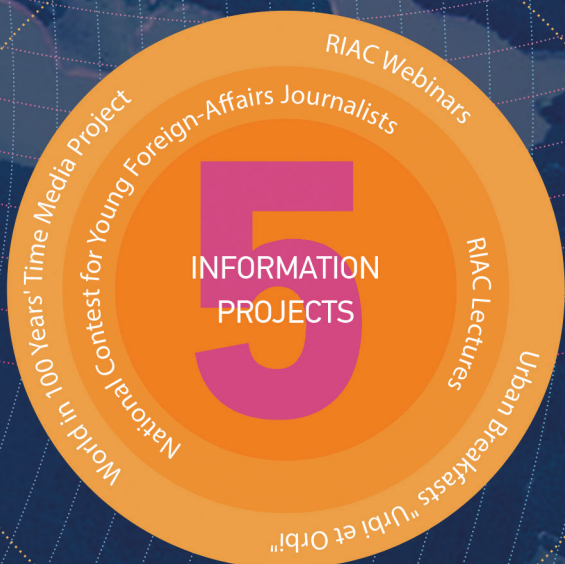 5
INFORMATION
PROJECTS
World in 100 Years' Time Media Project
RIAC Webinars
Urban Breakfasts "Urbi et Orbi"
National Contest for Young Foreign-Affairs Journalists
RIAC Lectures